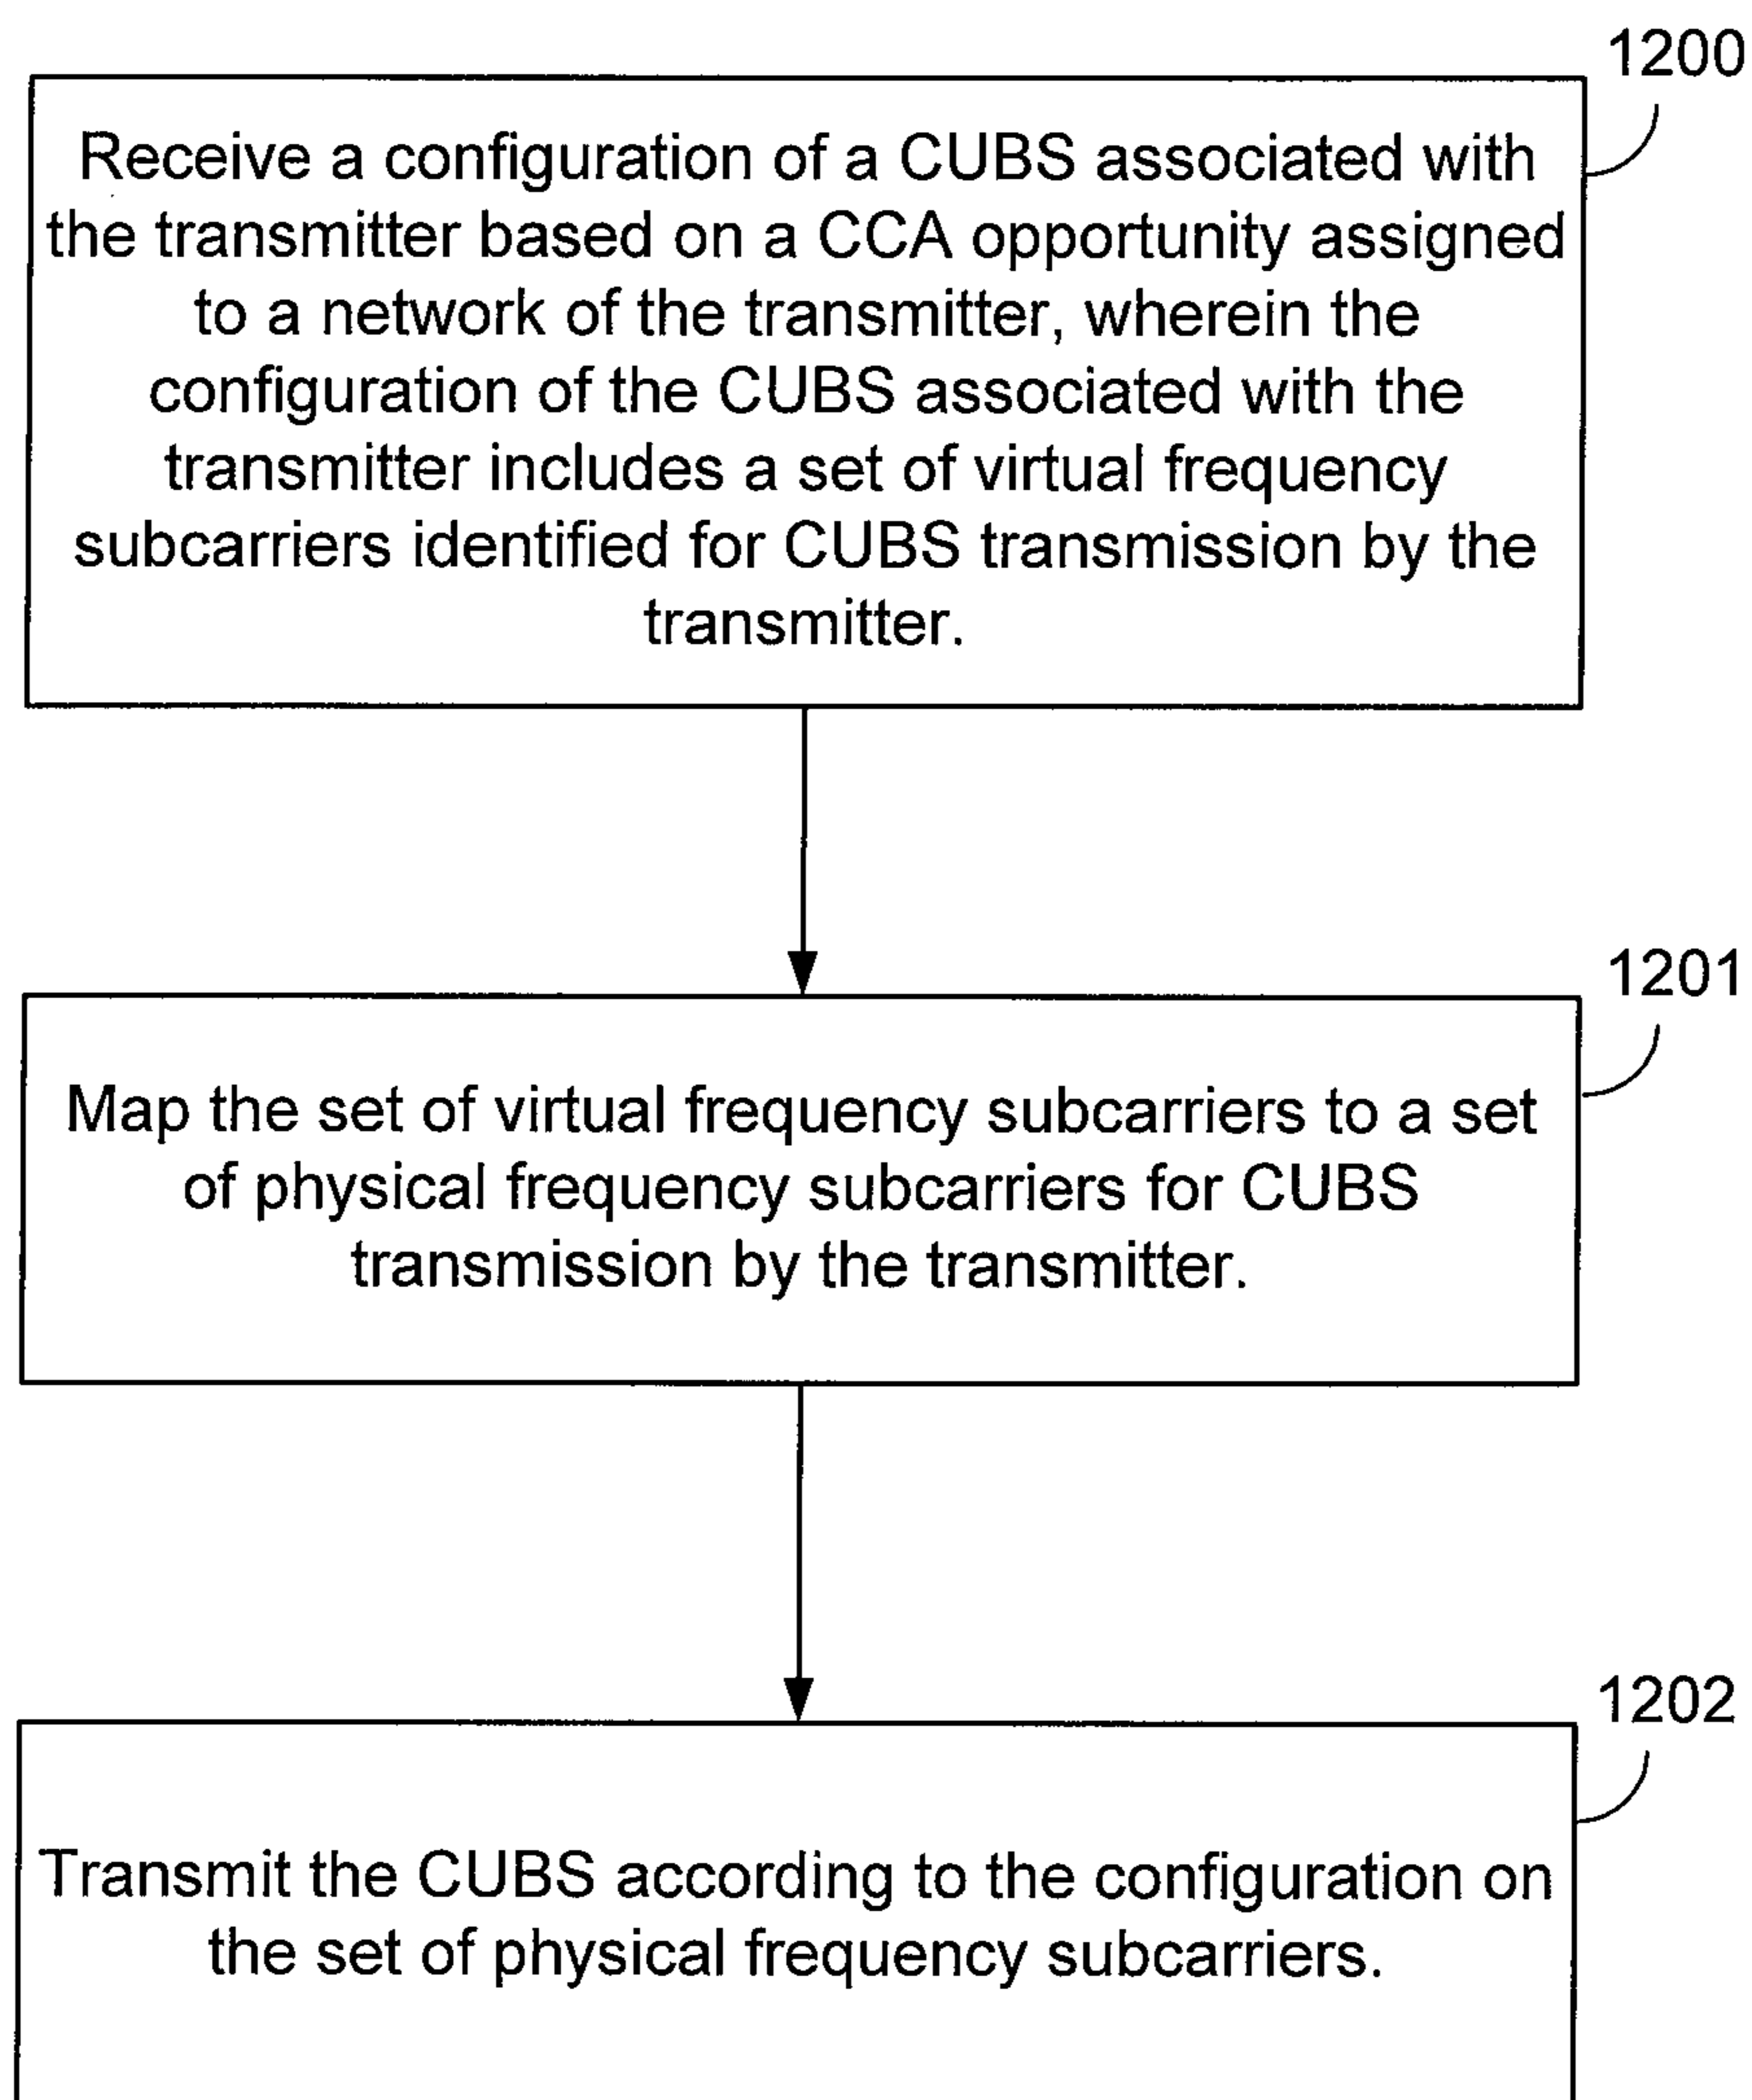 1200
Receive a configuration of a CUBS associated with
the transmitter based on a CCA opportunity assigned
to a network of the transmitter, wherein the
configuration of the CUBS associated with the
transmitter includes a set of virtual frequency
subcarriers identified for CUBS transmission by the
transmitter.
1201
Map the set of virtual frequency subcarriers to a set
of physical frequency subcarriers for CUBS
transmission by the transmitter.
1202
Transmit the CUBS according to the configuration on
the set of physical frequency subcarriers.